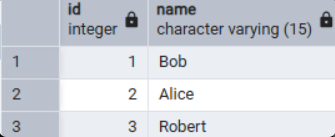 id name
integer character varying (15)
1 1 Bob
2 2 Alice
3 3 Robert